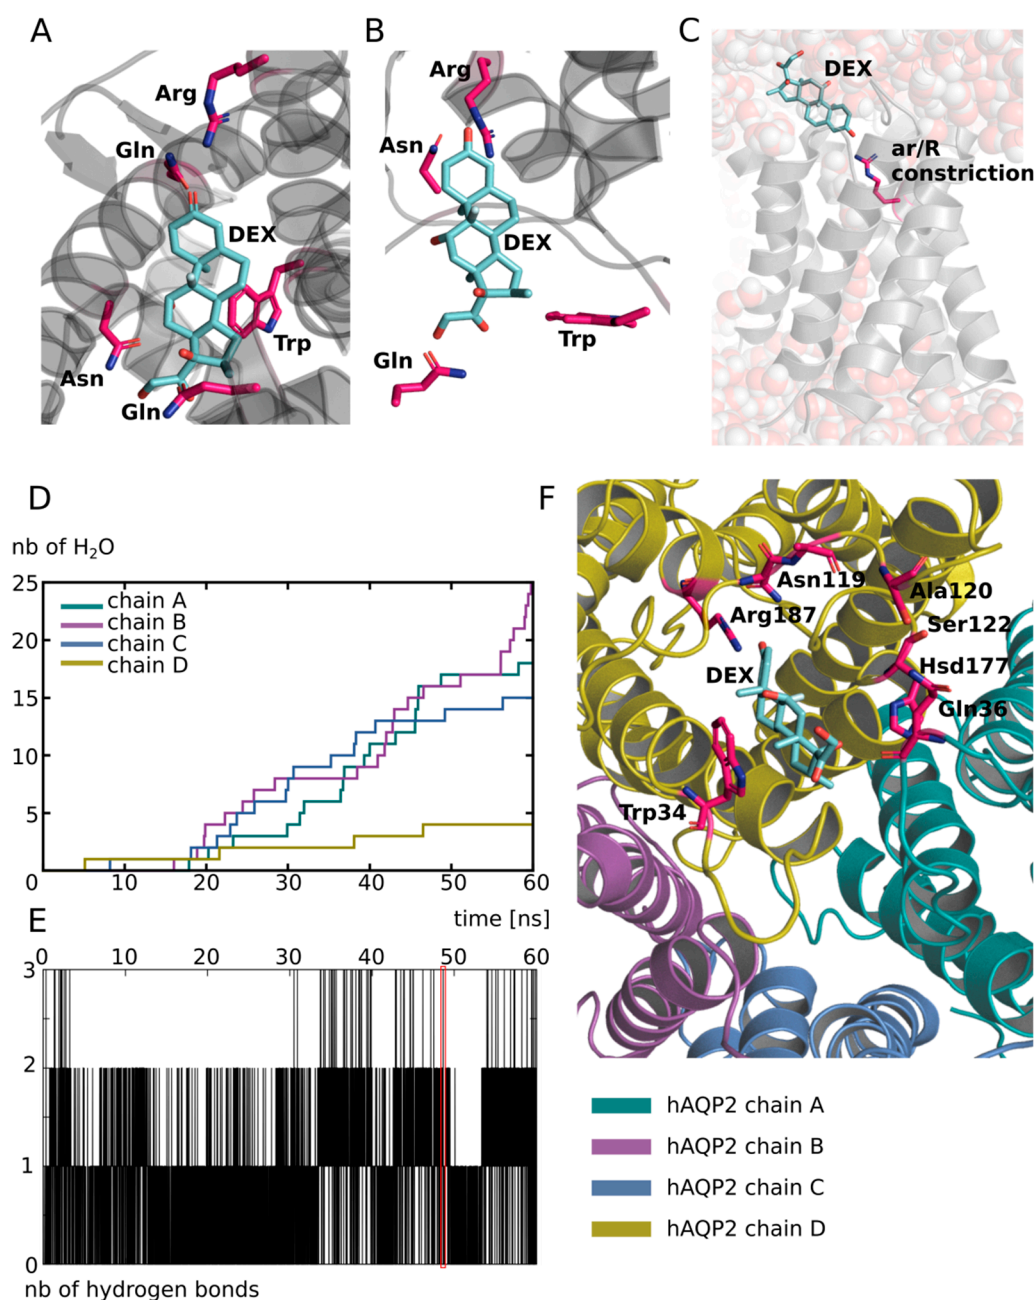 A
B
C
Arg
Gln
DEX
Trp
Asn
Gln
Arg
Asn
DEX
Trp
Gln
DEX
ar/R
constriction
D
nb of H₂O
25
20
15
10
5
0
10
20
30
40
50
60
chain A
chain B
chain C
chain D
time [ns]
E
0
10
20
30
40
50
60
3
2
1
0
nb of hydrogen bonds
F
Asn119
Ala120
Arg187
Ser122
DEX
Hsd177
Gln36
Trp34
hAQP2 chain A
hAQP2 chain B
hAQP2 chain C
hAQP2 chain D